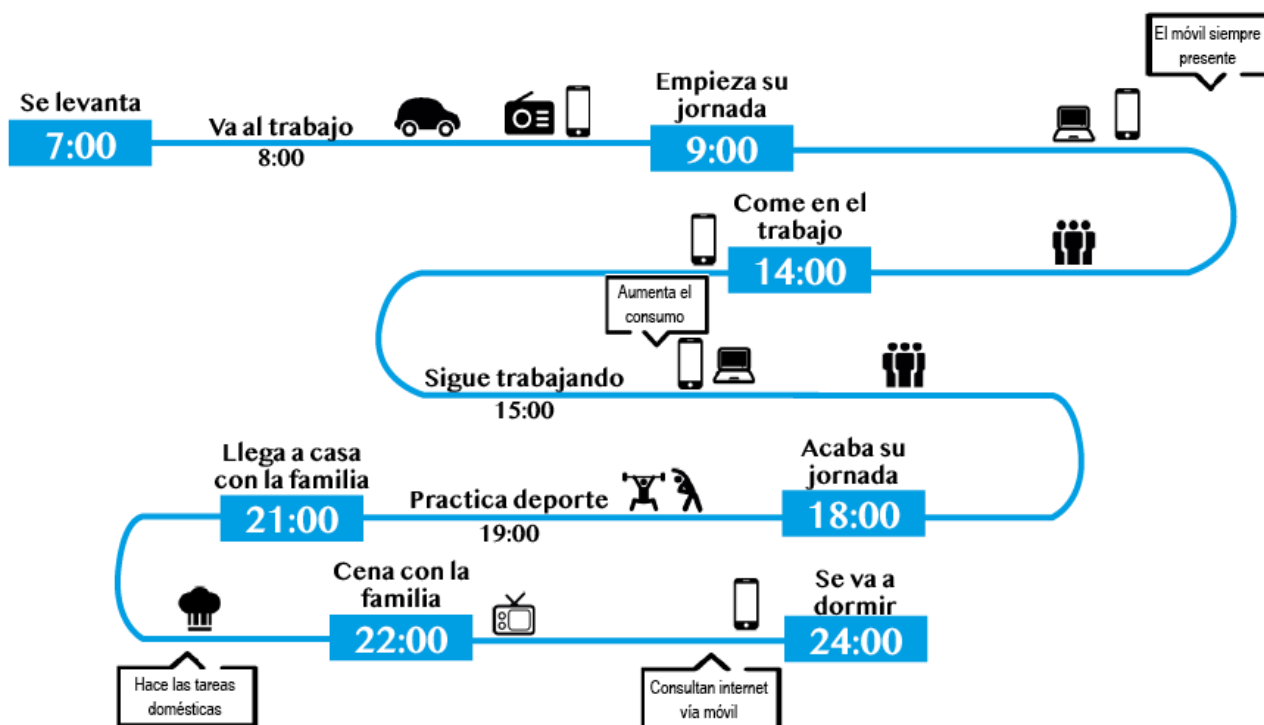 Se levanta
7:00
Va al trabajo
8:00
Empieza su
jornada
9:00
El móvil siempre
presente
Come en el
trabajo
14:00
Aumenta el
consumo
Sigue trabajando
15:00
Acaba su
jornada
18:00
Practica deporte
19:00
Llega a casa
con la familia
21:00
Hace las tareas
domésticas
Cena con la
familia
22:00
Consultan internet
vía móvil
Se va a
dormir
24:00